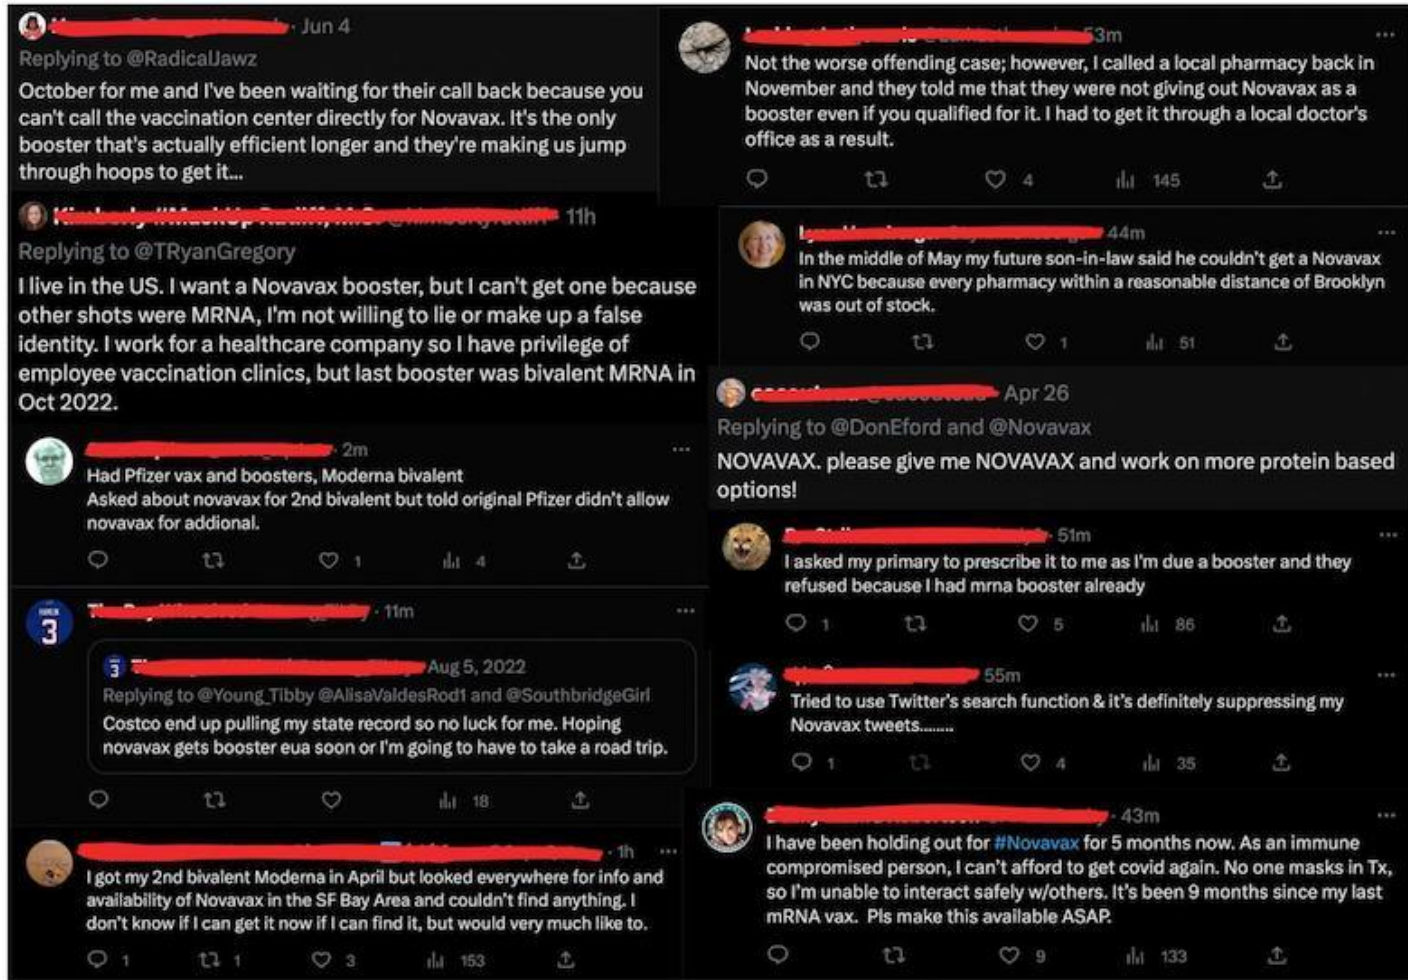 · Jun 4
Replying to @RadicalJawz
October for me and I've been waiting for their call back because you
can't call the vaccination center directly for Novavax. It's the only
booster that's actually efficient longer and they're making us jump
through hoops to get it...
11h
Replying to @TRyanGregory
I live in the US. I want a Novavax booster, but I can't get one because
other shots were MRNA, I'm not willing to lie or make up a false
identity. I work for a healthcare company so I have privilege of
employee vaccination clinics, but last booster was bivalent MRNA in
Oct 2022.
· 2m
Had Pfizer vax and boosters, Moderna bivalent
Asked about novavax for 2nd bivalent but told original Pfizer didn't allow
novavax for addional.
1 4
3
· 11m
3
Aug 5, 2022
Replying to @Young_Tibby @AlisaValdesRod1 and @SouthbridgeGirl
Costco end up pulling my state record so no luck for me. Hoping
novavax gets booster eua soon or I'm going to have to take a road trip.
18
· 1h
I got my 2nd bivalent Moderna in April but looked everywhere for info and
availability of Novavax in the SF Bay Area and couldn't find anything. I
don't know if I can get it now if I can find it, but would very much like to.
1 1 3 153
53m
Not the worse offending case; however, I called a local pharmacy back in
November and they told me that they were not giving out Novavax as a
booster even if you qualified for it. I had to get it through a local doctor's
office as a result.
4 145
44m
In the middle of May my future son-in-law said he couldn't get a Novavax
in NYC because every pharmacy within a reasonable distance of Brooklyn
was out of stock.
1 51
Apr 26
Replying to @DonEford and @Novavax
NOVAVAX. please give me NOVAVAX and work on more protein based
options!
· 51m
I asked my primary to prescribe it to me as I'm due a booster and they
refused because I had mrna booster already
1 5 86
55m
Tried to use Twitter's search function & it's definitely suppressing my
Novavax tweets.........
1 4 35
· 43m
I have been holding out for #Novavax for 5 months now. As an immune
compromised person, I can't afford to get covid again. No one masks in Tx,
so I'm unable to interact safely w/others. It's been 9 months since my last
mRNA vax. Pls make this available ASAP.
9 133